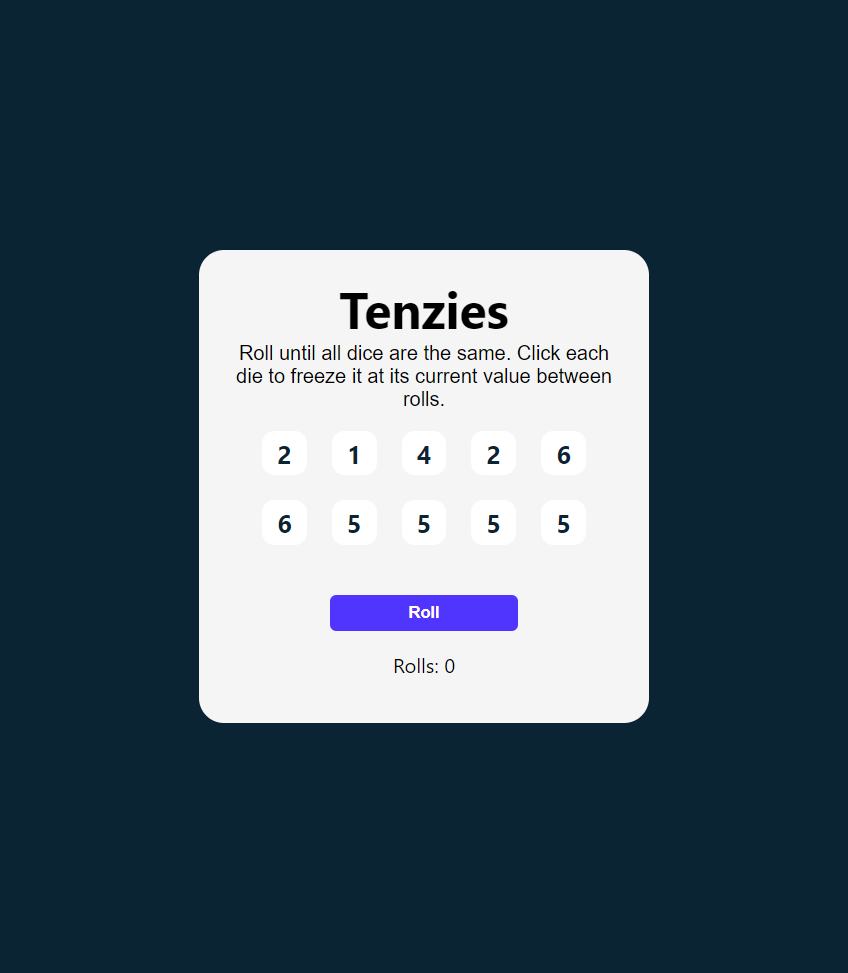 Tenzies
Roll until all dice are the same. Click each
die to freeze it at its current value between
rolls.
2 1 4 2 6
6 5 5 5 5
Roll
Rolls: 0